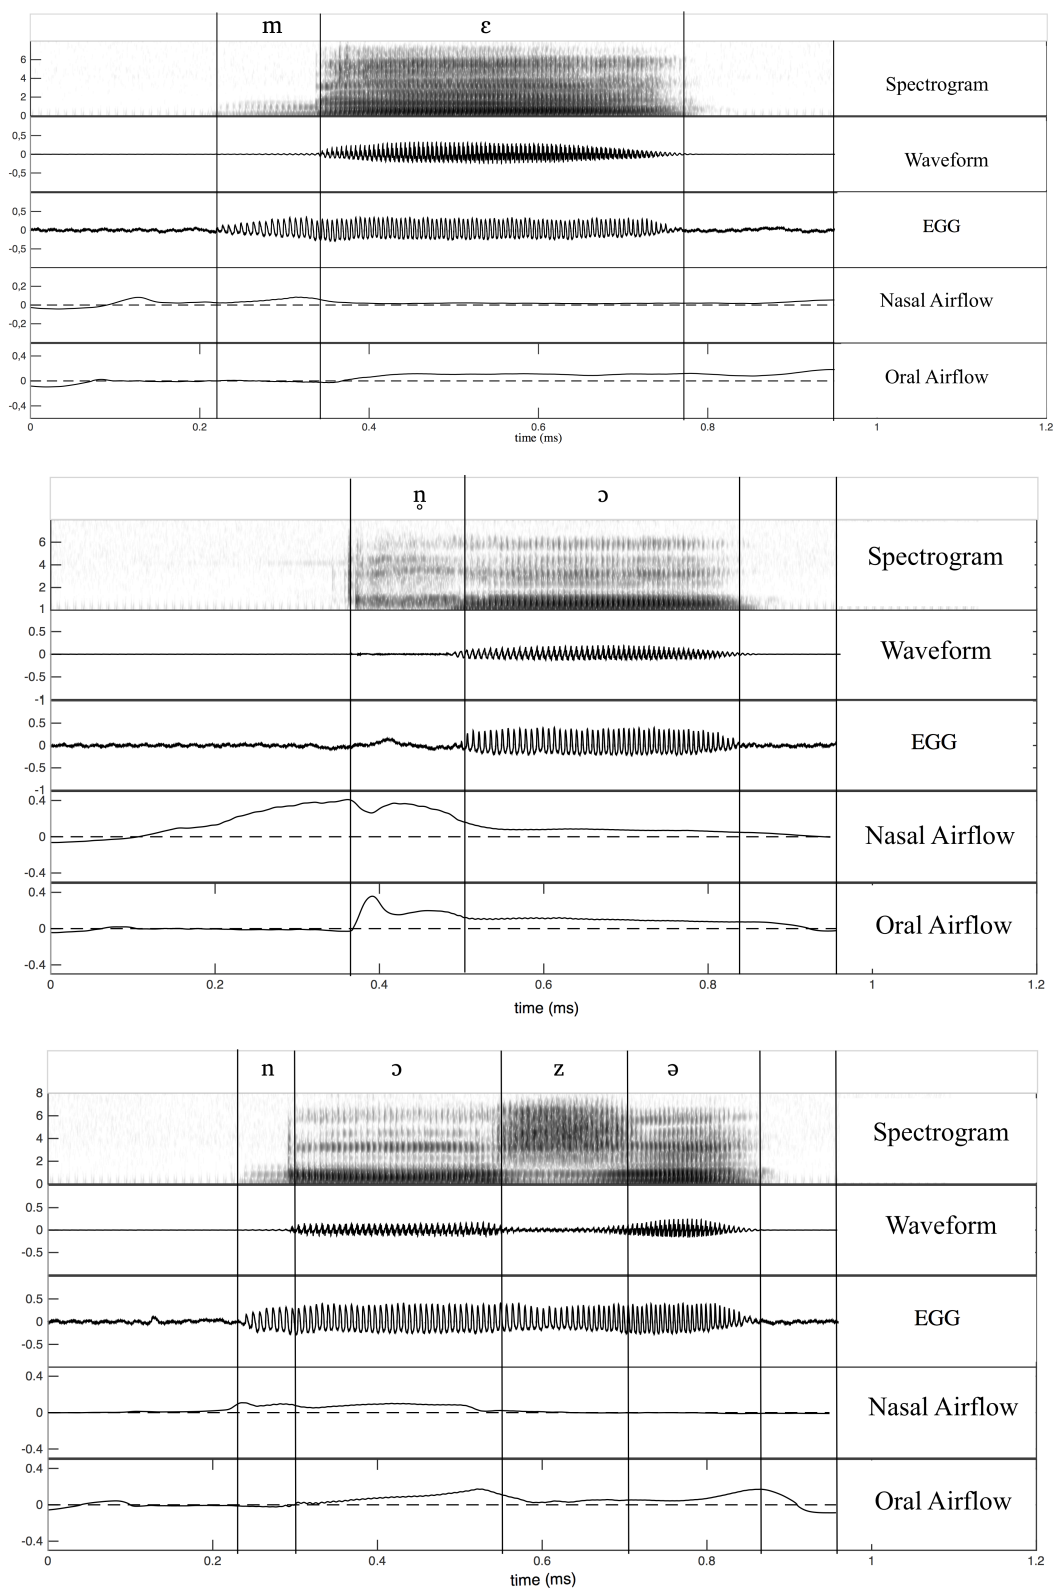 m ɛ
6
4
2
0
Spectrogram
0,5
0
-0,5
Waveform
0,5
0
-0,5
EGG
0,2
0
-0,2
Nasal Airflow
0,4
0
-0,4
Oral Airflow
0 0.2 0.4 0.6 0.8 1 1.2
time (ms)
n̥ ɔ
6
4
2
1
Spectrogram
0.5
0
-0.5
-1
Waveform
0.5
0
-0.5
-1
EGG
0.4
0
-0.4
Nasal Airflow
0.4
0
-0.4
Oral Airflow
0 0.2 0.4 0.6 0.8 1 1.2
time (ms)
n ɔ z ə
8
6
4
2
0
Spectrogram
0.5
0
-0.5
Waveform
0.5
0
-0.5
EGG
0.4
0
-0.4
Nasal Airflow
0.4
0
-0.4
Oral Airflow
0 0.2 0.4 0.6 0.8 1 1.2
time (ms)